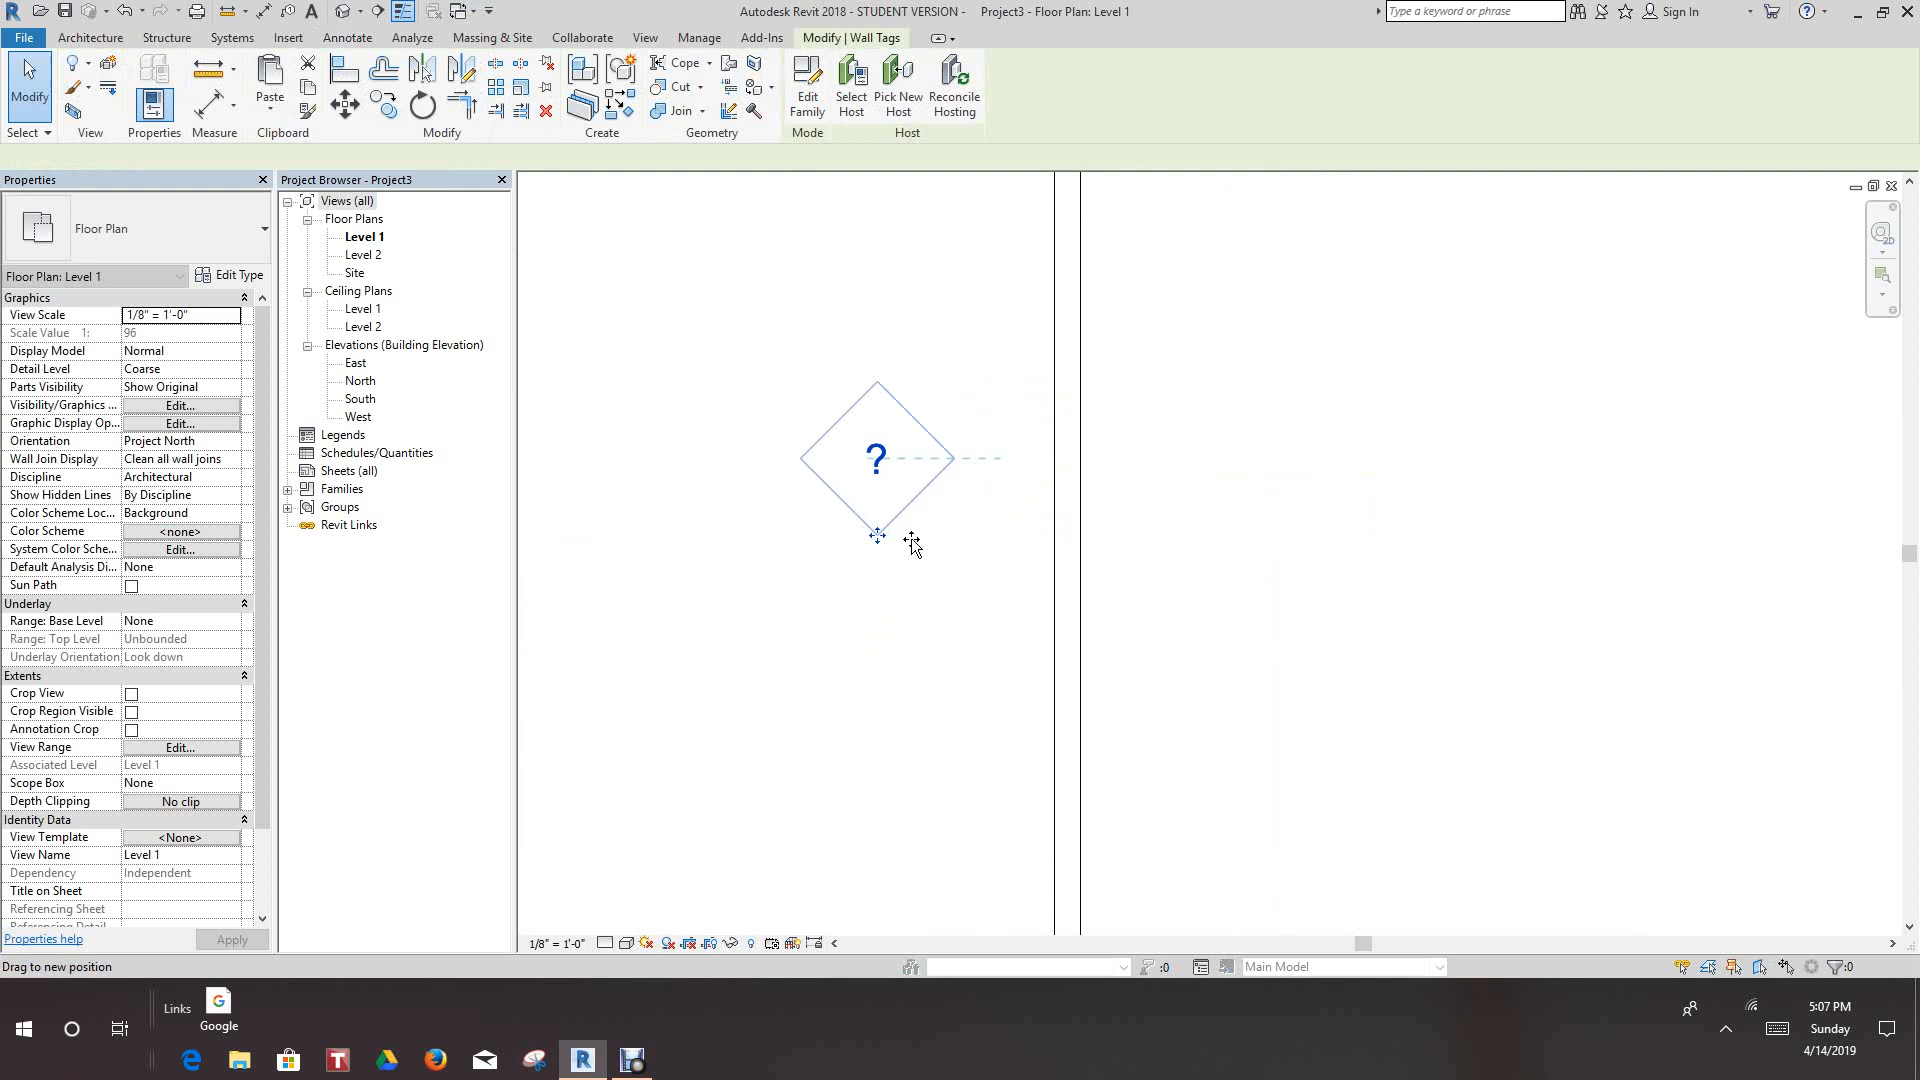 Autodesk Revit 2018 - STUDENT VERSION - Project3 - Floor Plan: Level 1
Type a keyword or phrase
Sign In
File Architecture Structure Systems Insert Annotate Analyze Massing & Site Collaborate View Manage Add-Ins Modify | Wall Tags
Modify
Paste
Cope
Cut
Join
Edit Family
Select Host
Pick New Host
Reconcile Hosting
Select View Properties Measure Clipboard Modify Create Geometry Mode Host
Properties
Floor Plan
Floor Plan: Level 1 Edit Type
Graphics
View Scale 1/8" = 1'-0"
Scale Value 1: 96
Display Model Normal
Detail Level Coarse
Parts Visibility Show Original
Visibility/Graphics ... Edit...
Graphic Display Op... Edit...
Orientation Project North
Wall Join Display Clean all wall joins
Discipline Architectural
Show Hidden Lines By Discipline
Color Scheme Loc... Background
Color Scheme <none>
System Color Sche... Edit...
Default Analysis Di... None
Sun Path
Underlay
Range: Base Level None
Range: Top Level Unbounded
Underlay Orientation Look down
Extents
Crop View
Crop Region Visible
Annotation Crop
View Range Edit...
Associated Level Level 1
Scope Box None
Depth Clipping No clip
Identity Data
View Template <None>
View Name Level 1
Dependency Independent
Title on Sheet
Referencing Sheet
Referencing Detail
Properties help Apply
Project Browser - Project3
Views (all)
Floor Plans
Level 1
Level 2
Site
Ceiling Plans
Level 1
Level 2
Elevations (Building Elevation)
East
North
South
West
Legends
Schedules/Quantities
Sheets (all)
Families
Groups
Revit Links
?
2D
1/8" = 1'-0"
Drag to new position
:0
Main Model
:0
Links
Google
5:07 PM
Sunday
4/14/2019